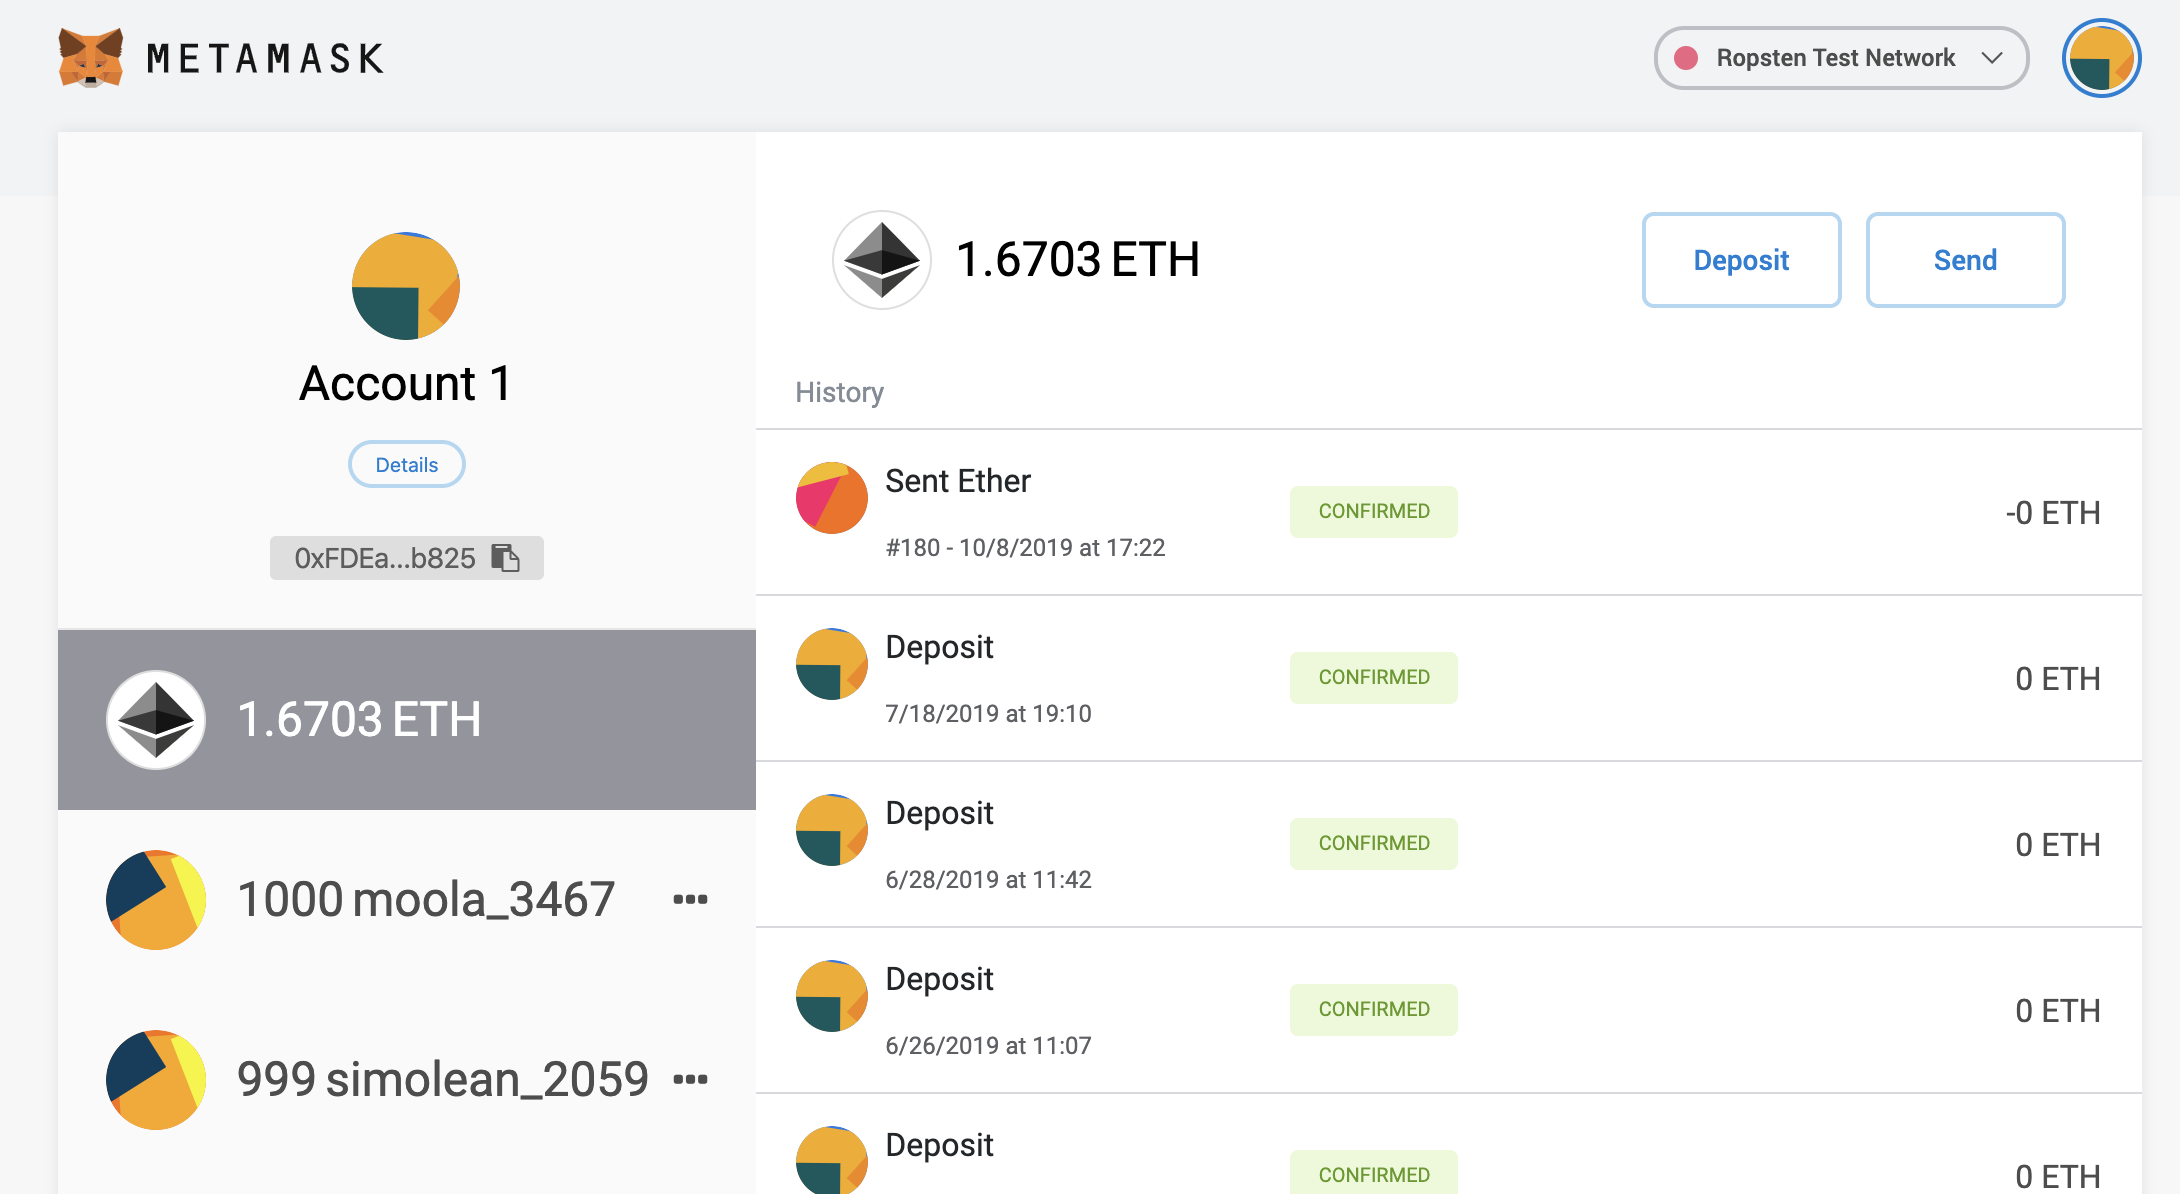 METAMASK
Ropsten Test Network
Account 1
Details
0xFDEa...b825
1.6703 ETH
1000 moola_3467
999 simolean_2059
1.6703 ETH
Deposit
Send
History
Sent Ether
#180 - 10/8/2019 at 17:22
CONFIRMED
-0 ETH
Deposit
7/18/2019 at 19:10
CONFIRMED
0 ETH
Deposit
6/28/2019 at 11:42
CONFIRMED
0 ETH
Deposit
6/26/2019 at 11:07
CONFIRMED
0 ETH
Deposit
CONFIRMED
0 ETH